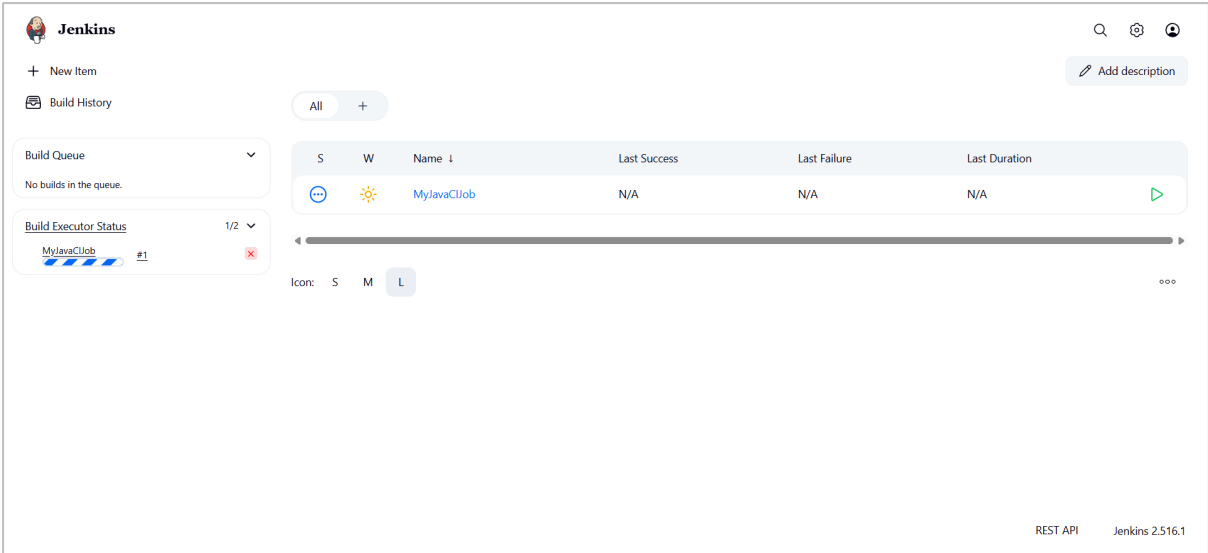 Jenkins
New Item
Build History
Add description
All +
Build Queue
No builds in the queue.
Build Executor Status 1/2
MyJavaCIJob #1
S W Name ↓ Last Success Last Failure Last Duration
MyJavaCIJob N/A N/A N/A
Icon: S M L
REST API Jenkins 2.516.1